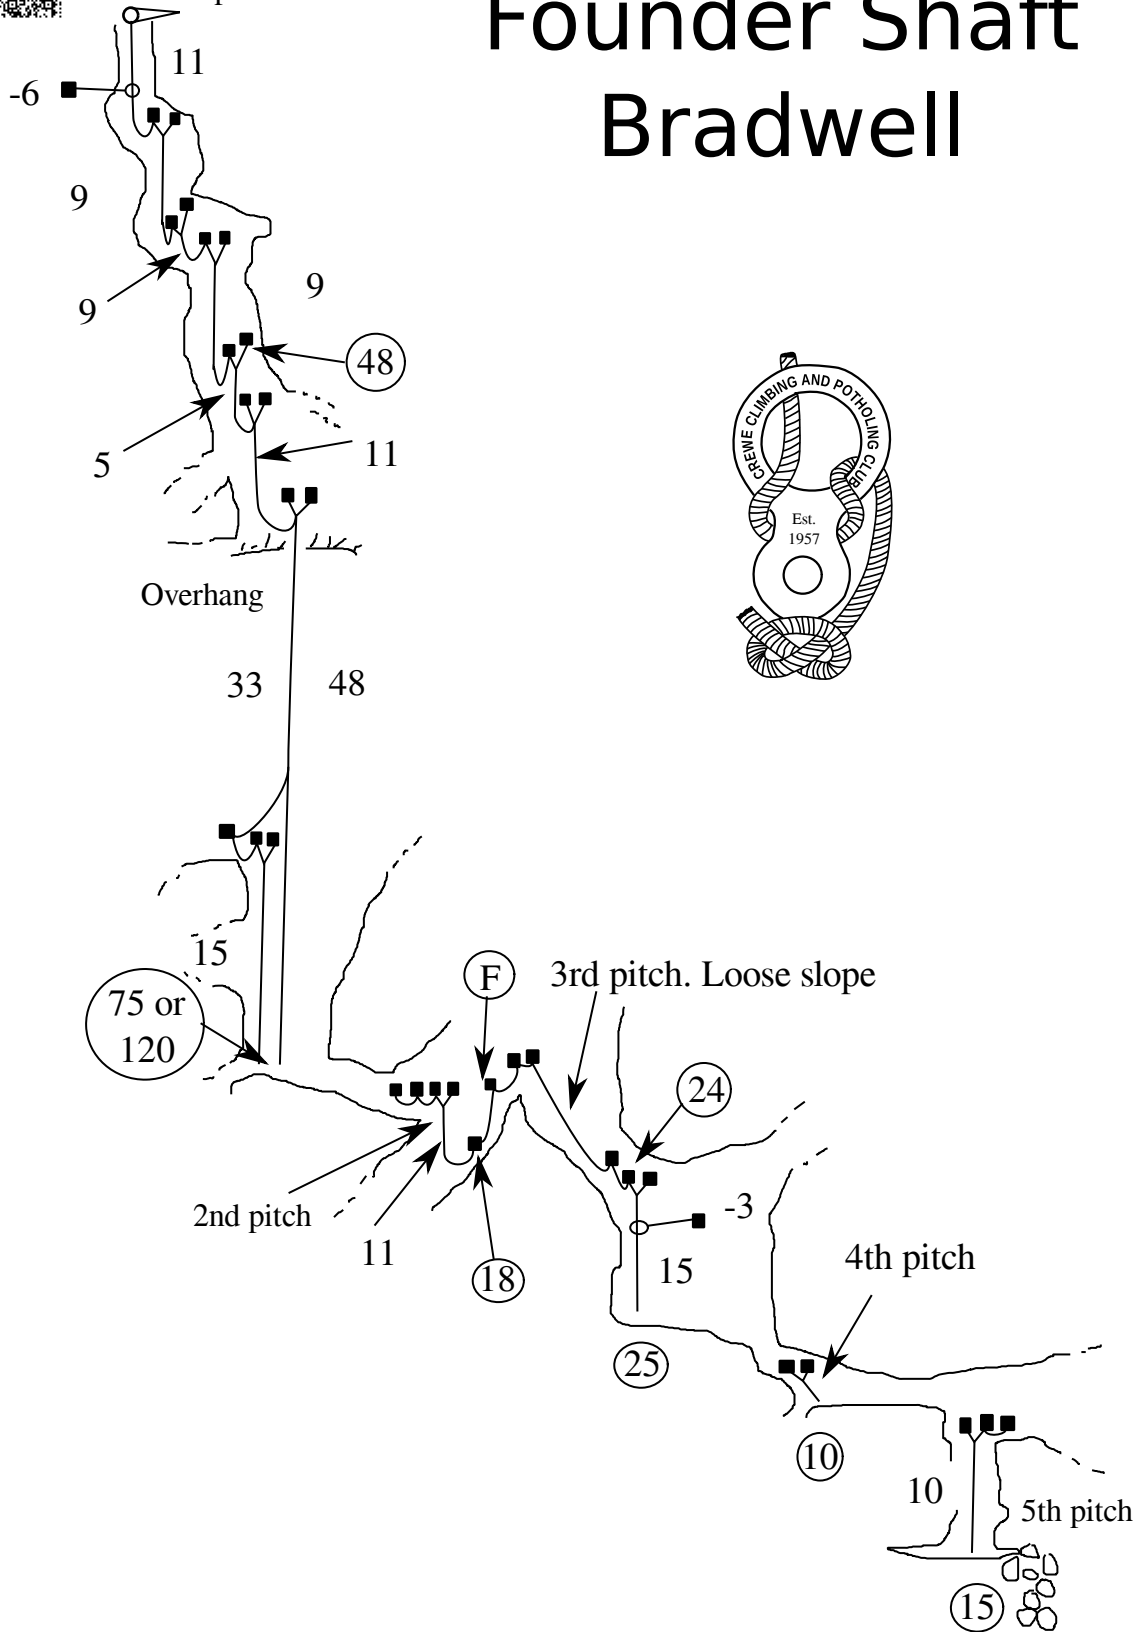 Founder Shaft
Bradwell
11
-6
9
9
9
48
5
11
CREWE CLIMBING AND POTHOLING CLUB
Est.
1957
Overhang
33
48
15
75 or
120
F
3rd pitch. Loose slope
24
2nd pitch
11
18
-3
15
4th pitch
25
10
10
5th pitch
15